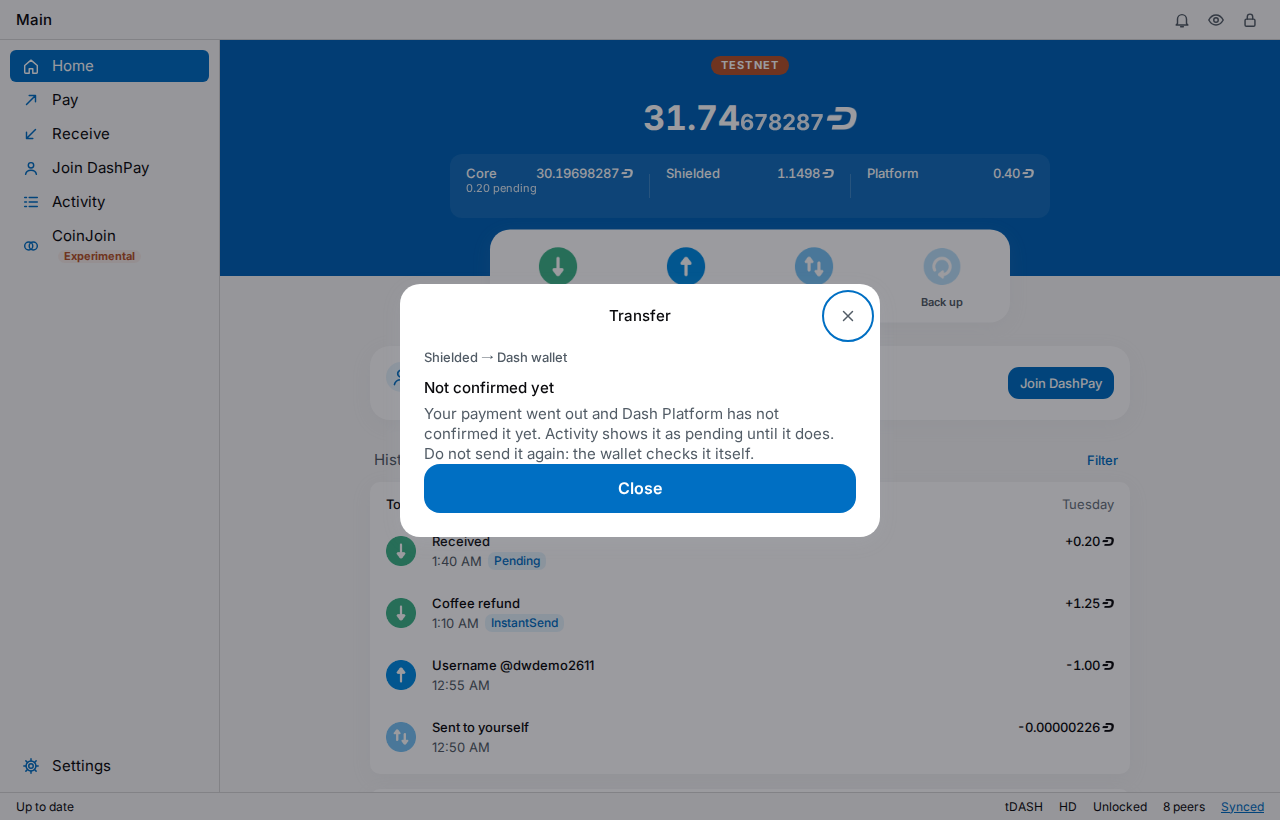 Main
Home
Pay
Receive
Join DashPay
Activity
CoinJoin
Experimental
Settings
TESTNET
31.74678287
Core 30.19698287
0.20 pending
Shielded 1.1498
Platform 0.40
Back up
Join DashPay
Transfer
Shielded → Dash wallet
Not confirmed yet
Your payment went out and Dash Platform has not
confirmed it yet. Activity shows it as pending until it does.
Do not send it again: the wallet checks it itself.
Close
Filter
Tuesday
Received
+0.20
1:40 AM Pending
Coffee refund
+1.25
1:10 AM InstantSend
Username @dwdemo2611
-1.00
12:55 AM
Sent to yourself
-0.00000226
12:50 AM
Up to date
tDASH HD Unlocked 8 peers Synced